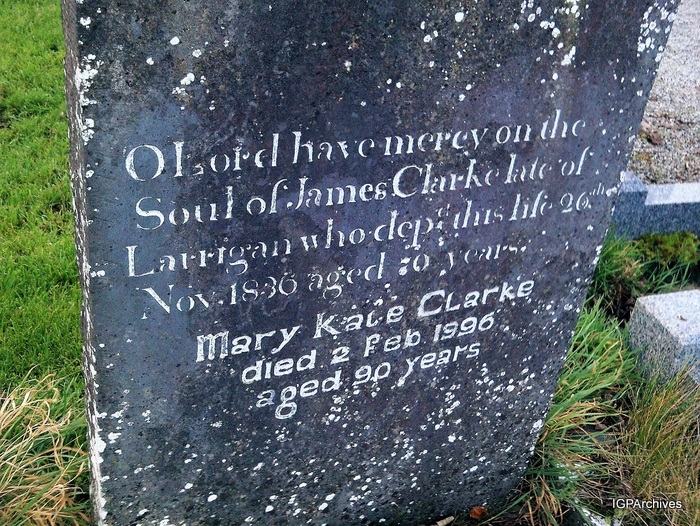 O Lord have mercy on the
Soul of James Clarke late of
Larrigan who dept this life 26th
Nov. 1836 aged 70 years.
Mary Kate Clarke
died 2 Feb 1996
aged 90 years
IGPArchives